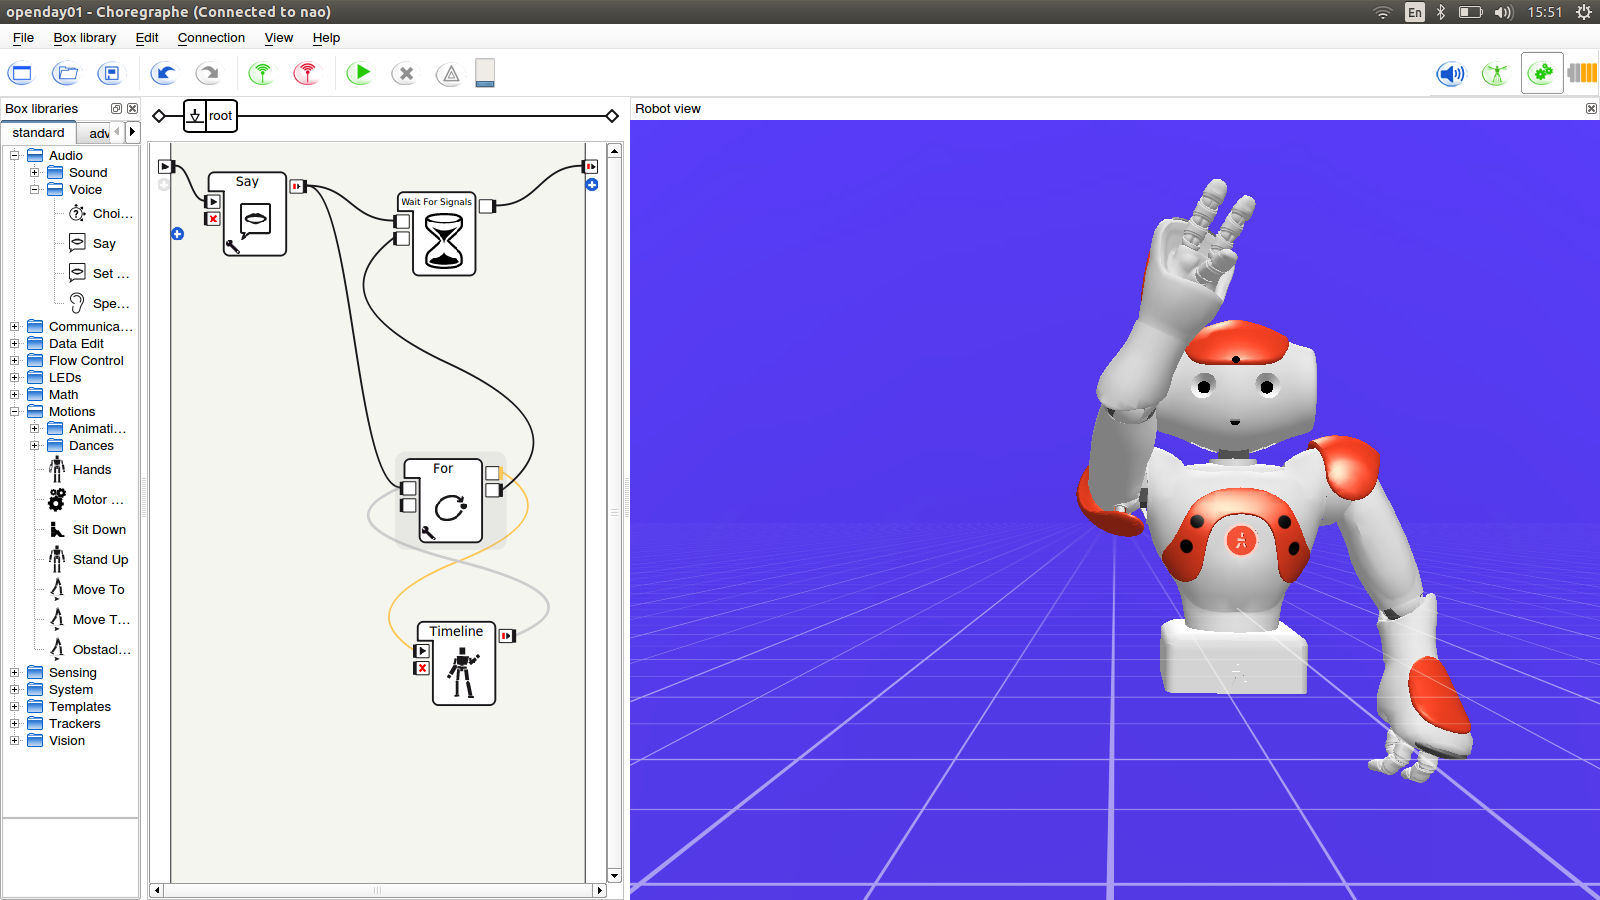 openday01 - Choregraphe (Connected to nao)
En
15:51
File Box library Edit Connection View Help
Box libraries
standard adv
Audio
Sound
Voice
Choi...
Say
Set ...
Spe...
Communica...
Data Edit
Flow Control
LEDs
Math
Motions
Animati...
Dances
Hands
Motor ...
Sit Down
Stand Up
Move To
Move T...
Obstacl...
Sensing
System
Templates
Trackers
Vision
root
Say
Wait For Signals
For
Timeline
Robot view